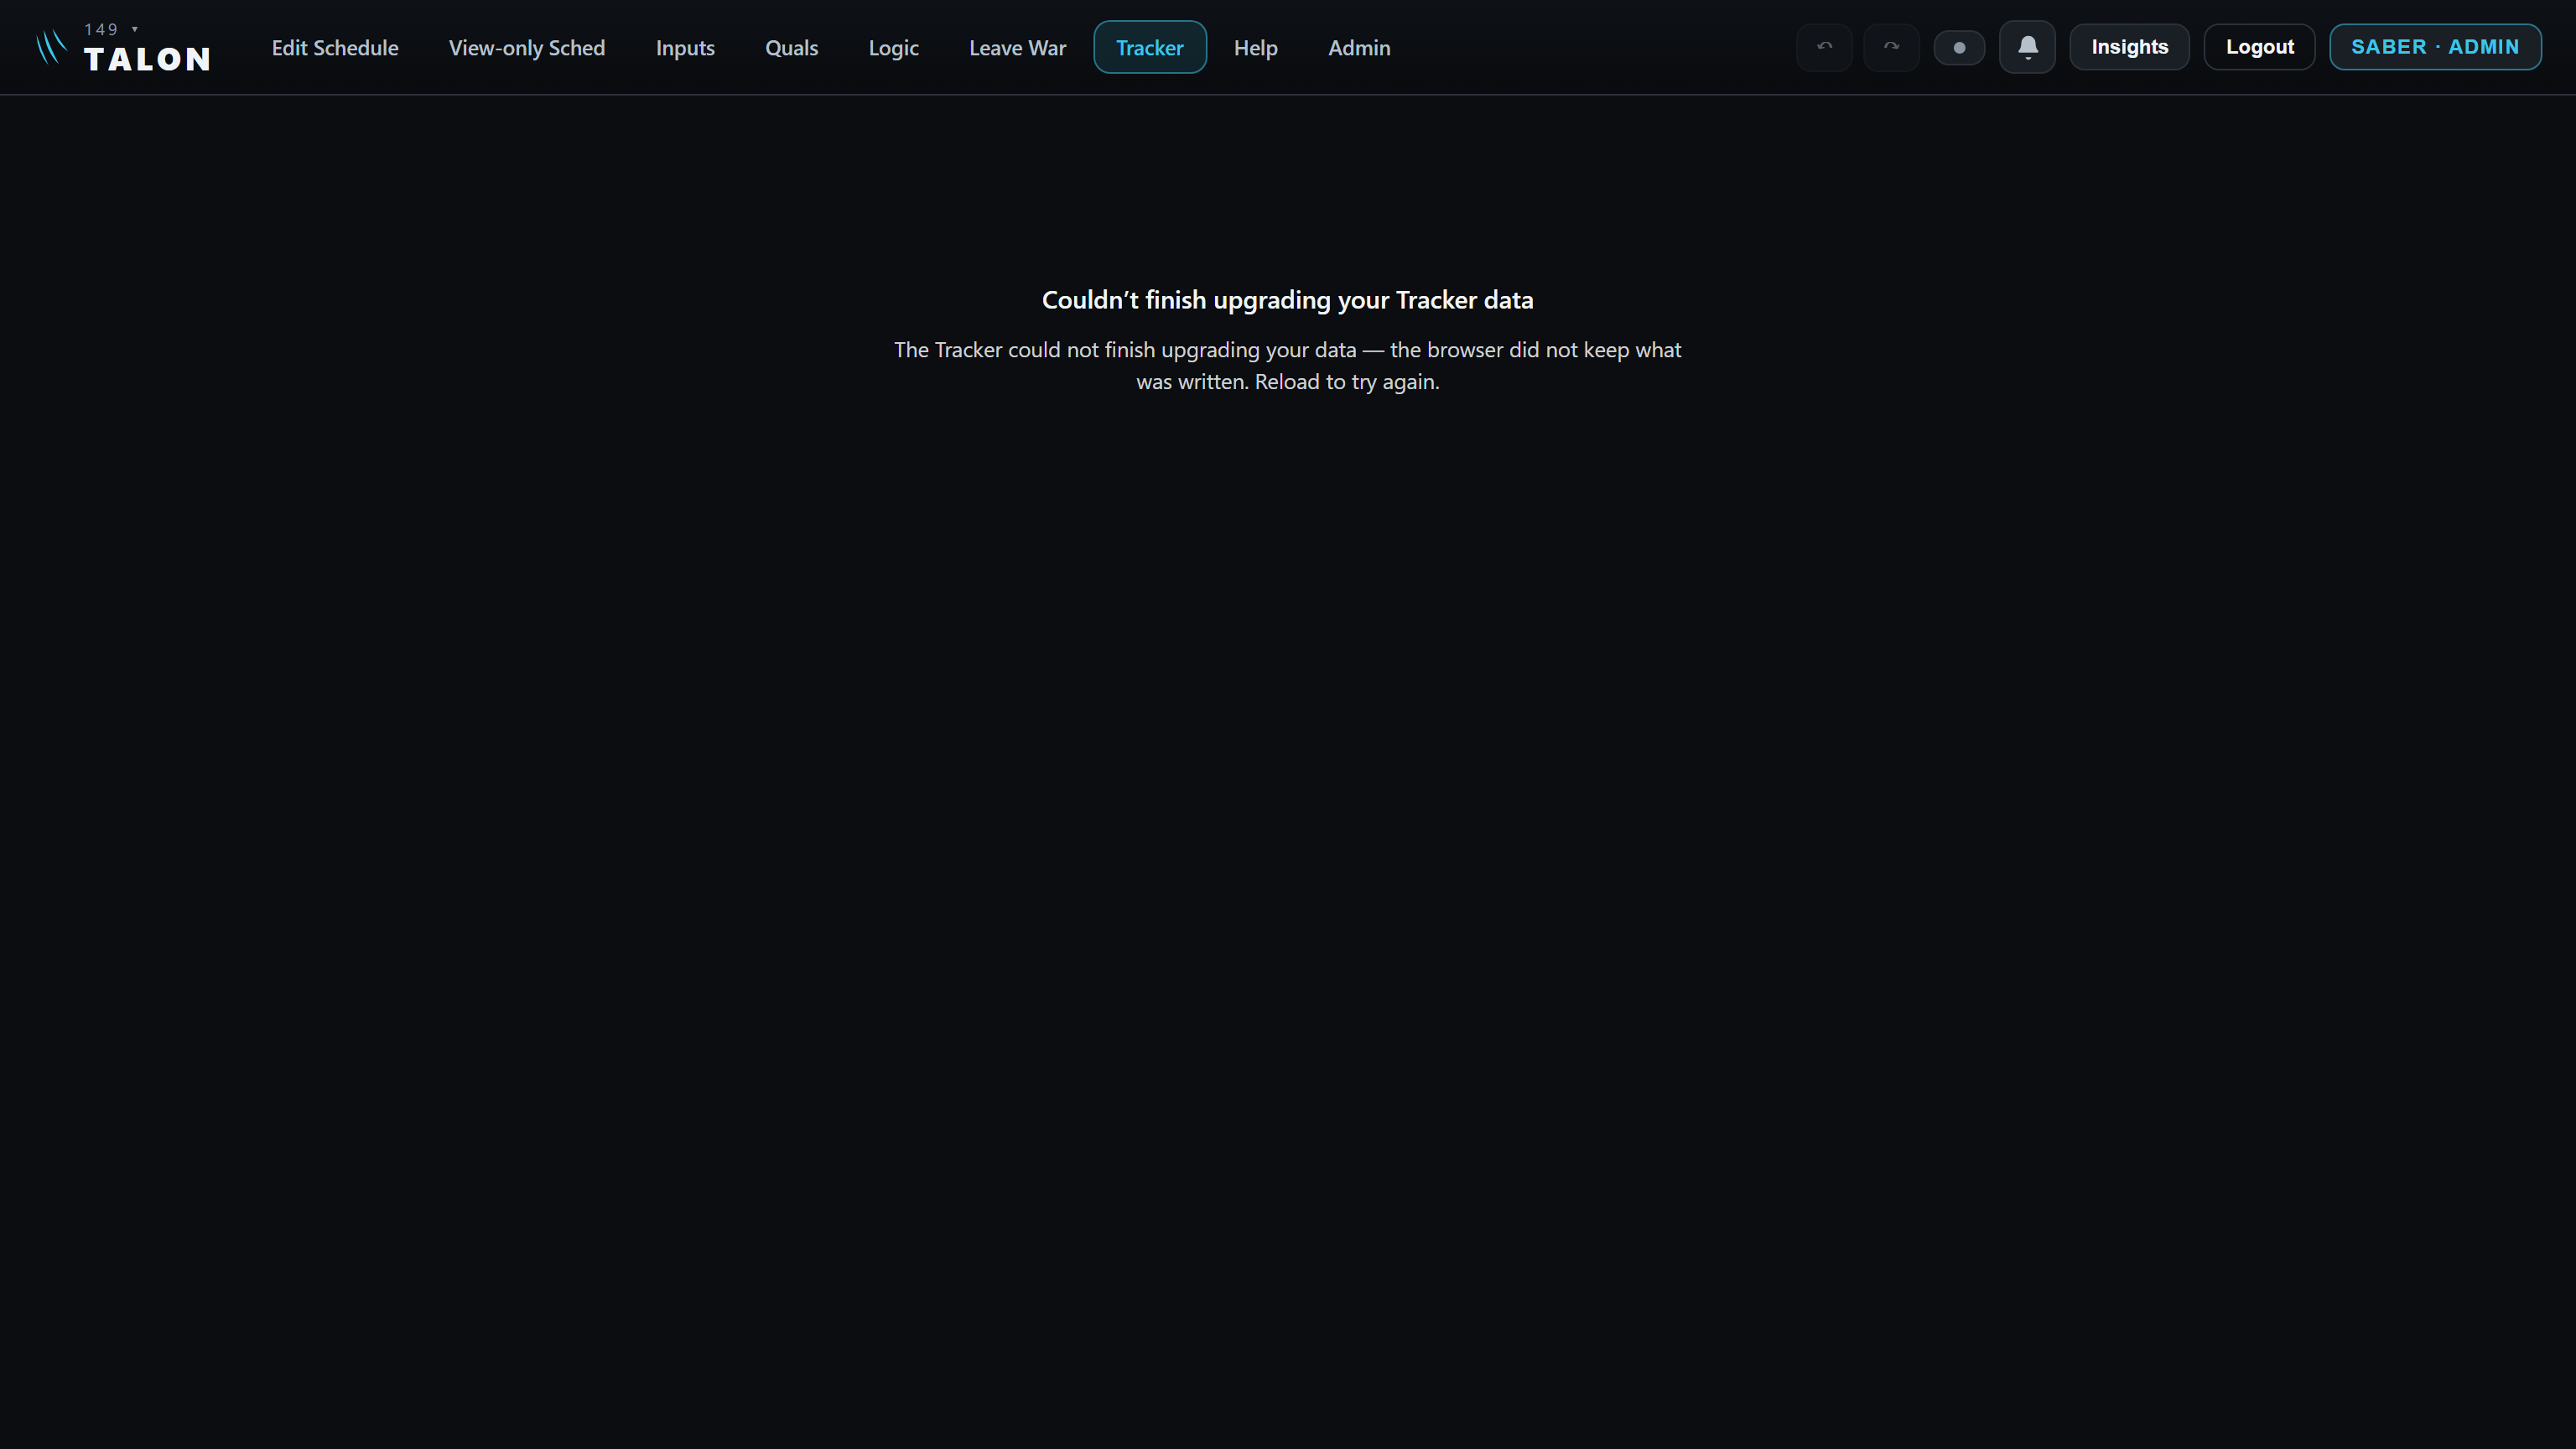 149 ▾
TALON
Edit Schedule
View-only Sched
Inputs
Quals
Logic
Leave War
Tracker
Help
Admin
Insights
Logout
SABER · ADMIN
Couldn’t finish upgrading your Tracker data
The Tracker could not finish upgrading your data — the browser did not keep what
was written. Reload to try again.